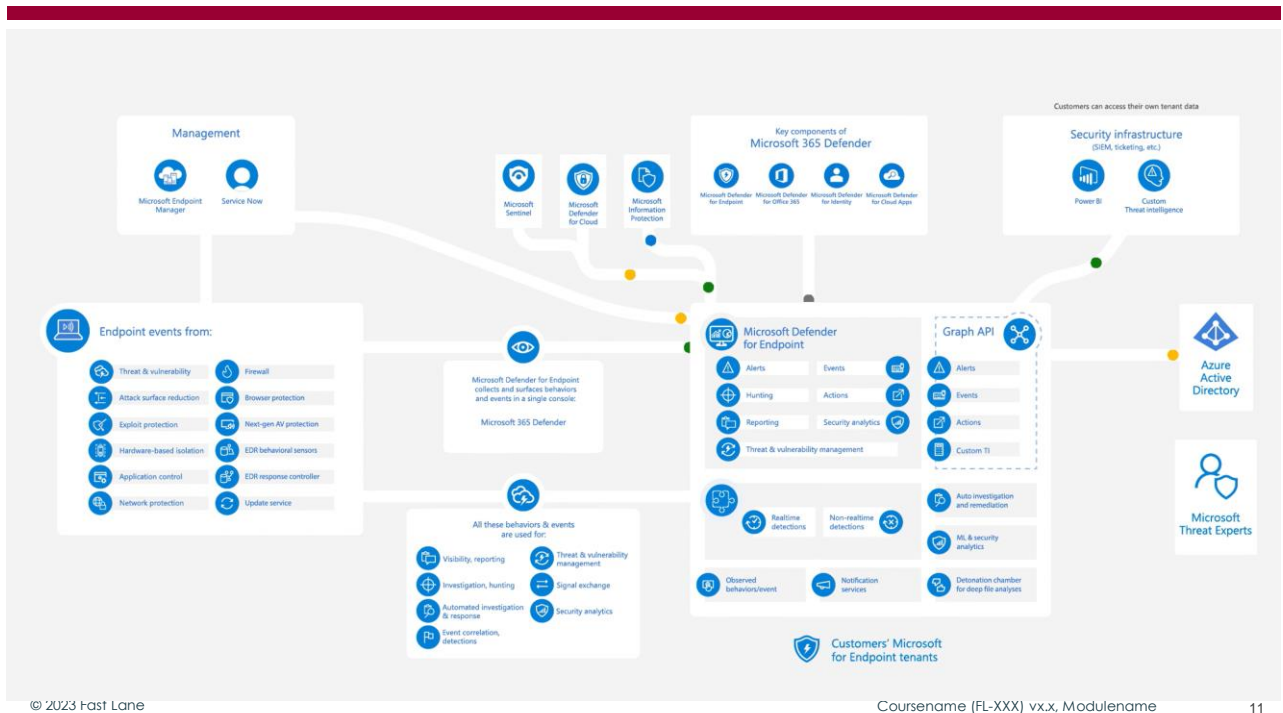 Customers can access their own tenant data
Management
Microsoft Endpoint
Manager
Service Now
Microsoft
Sentinel
Microsoft
Defender
for Cloud
Microsoft
Information
Protection
Key components of
Microsoft 365 Defender
Microsoft Defender
for Endpoint
Microsoft Defender
for Office 365
Microsoft Defender
for Identity
Microsoft Defender
for Cloud Apps
Security infrastructure
(SIEM, ticketing, etc.)
Power BI
Custom
Threat intelligence
Endpoint events from:
Threat & vulnerability
Attack surface reduction
Exploit protection
Hardware-based isolation
Application control
Network protection
Firewall
Browser protection
Next-gen AV protection
EDR behavioral sensors
EDR response controller
Update service
Microsoft Defender for Endpoint
collects and surfaces behaviors
and events in a single console:
Microsoft 365 Defender
All these behaviors & events
are used for:
Visibility, reporting
Investigation, hunting
Automated investigation
& response
Event correlation,
detections
Threat & vulnerability
management
Signal exchange
Security analytics
Microsoft Defender
for Endpoint
Alerts
Events
Hunting
Actions
Reporting
Security analytics
Threat & vulnerability management
Graph API
Alerts
Events
Actions
Custom TI
Realtime
detections
Non-realtime
detections
Auto investigation
and remediation
ML & security
analytics
Observed
behaviors/event
Notification
services
Detonation chamber
for deep file analyses
Azure
Active
Directory
Microsoft
Threat Experts
Customers' Microsoft
for Endpoint tenants
© 2023 Fast Lane
Coursename (FL-XXX) vx.x, Modulename
11